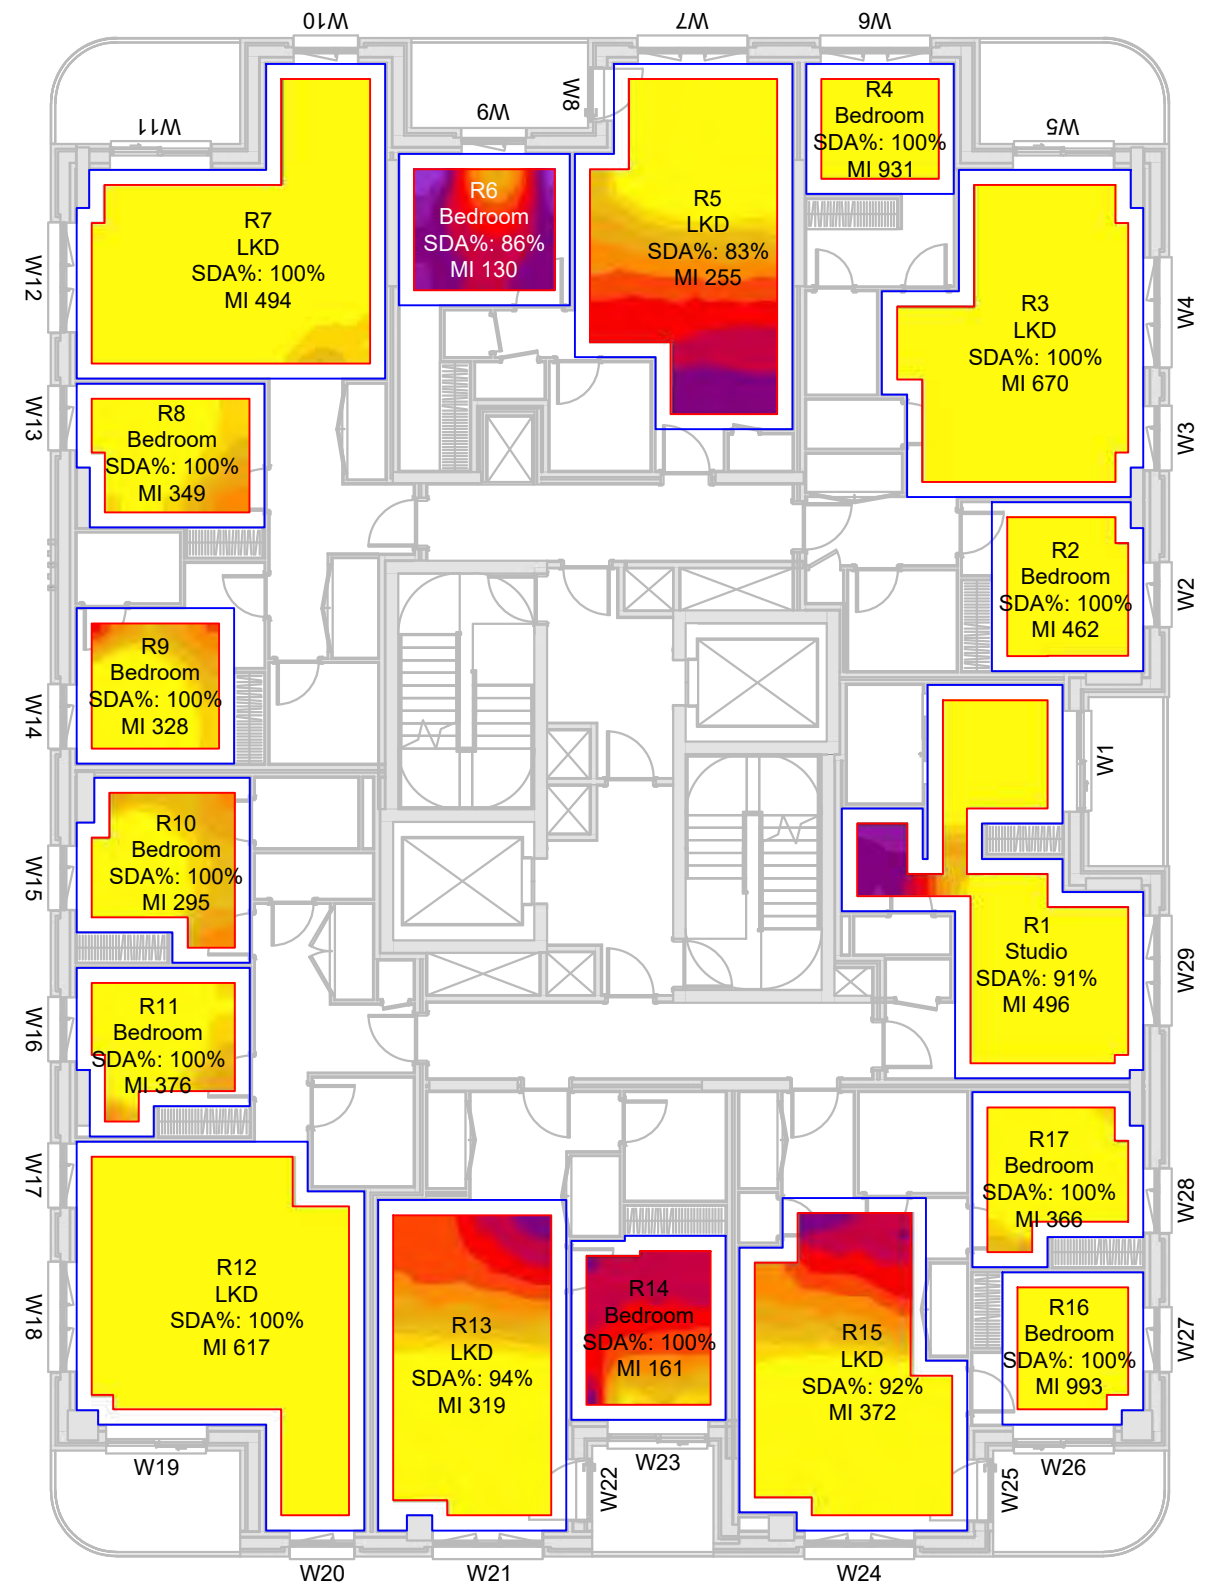 W10
W7
W6
W11
W9
W8
W5
R4
Bedroom
SDA%: 100%
MI 931
R6
Bedroom
SDA%: 86%
MI 130
R5
LKD
SDA%: 83%
MI 255
R7
LKD
SDA%: 100%
MI 494
W12
W4
R3
LKD
SDA%: 100%
MI 670
W13
R8
Bedroom
SDA%: 100%
MI 349
W3
R2
Bedroom
SDA%: 100%
MI 462
W2
R9
Bedroom
SDA%: 100%
MI 328
W14
W1
R10
Bedroom
SDA%: 100%
MI 295
W15
R1
Studio
SDA%: 91%
MI 496
W29
R11
Bedroom
SDA%: 100%
MI 376
W16
R17
Bedroom
SDA%: 100%
MI 366
W17
W28
R12
LKD
SDA%: 100%
MI 617
W18
R13
LKD
SDA%: 94%
MI 319
R14
Bedroom
SDA%: 100%
MI 161
R15
LKD
SDA%: 92%
MI 372
R16
Bedroom
SDA%: 100%
MI 993
W27
W19
W22
W23
W25
W26
W20
W21
W24